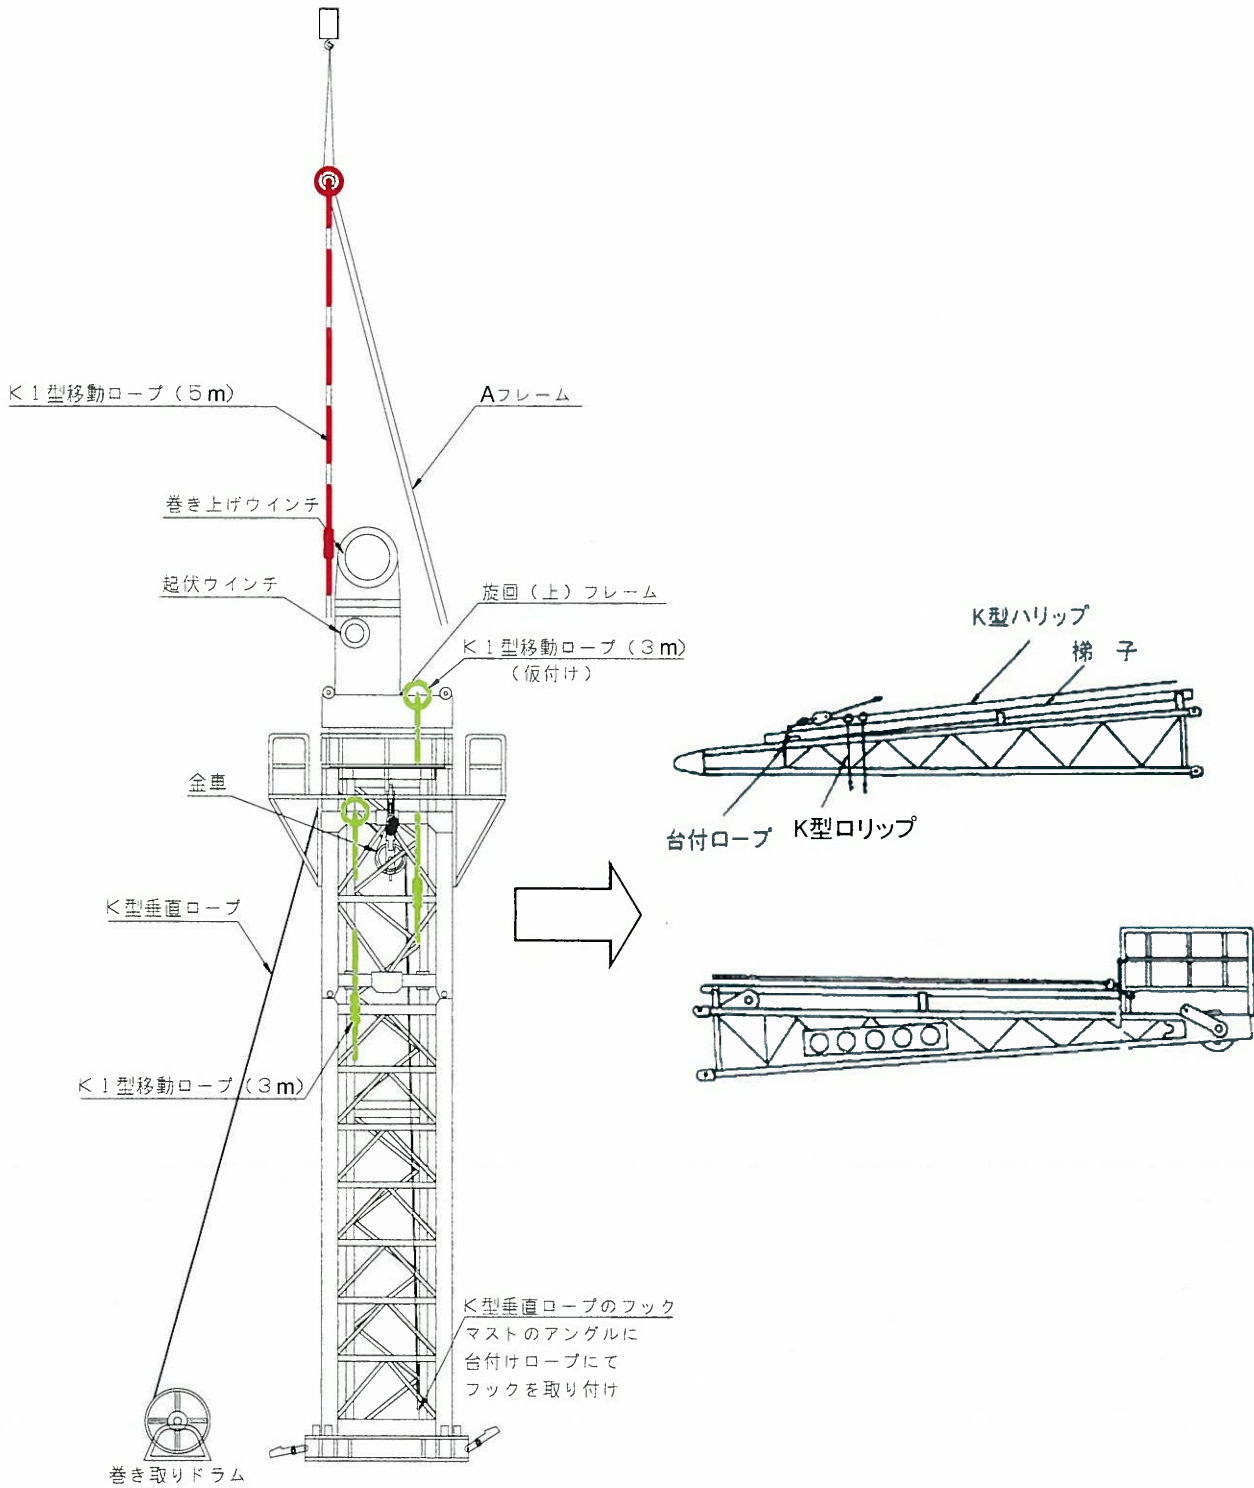 K1型移動ロープ(5m)
Aフレーム
巻き上げウインチ
起伏ウインチ
旋回(上)フレーム
K1型移動ロープ(3m)
(仮付け)
金車
K型垂直ロープ
K1型移動ロープ(3m)
K型垂直ロープのフック
マストのアングルに
台付けロープにて
フックを取り付け
巻き取りドラム
K型ハリップ
梯子
台付ロープ
K型ロリップ